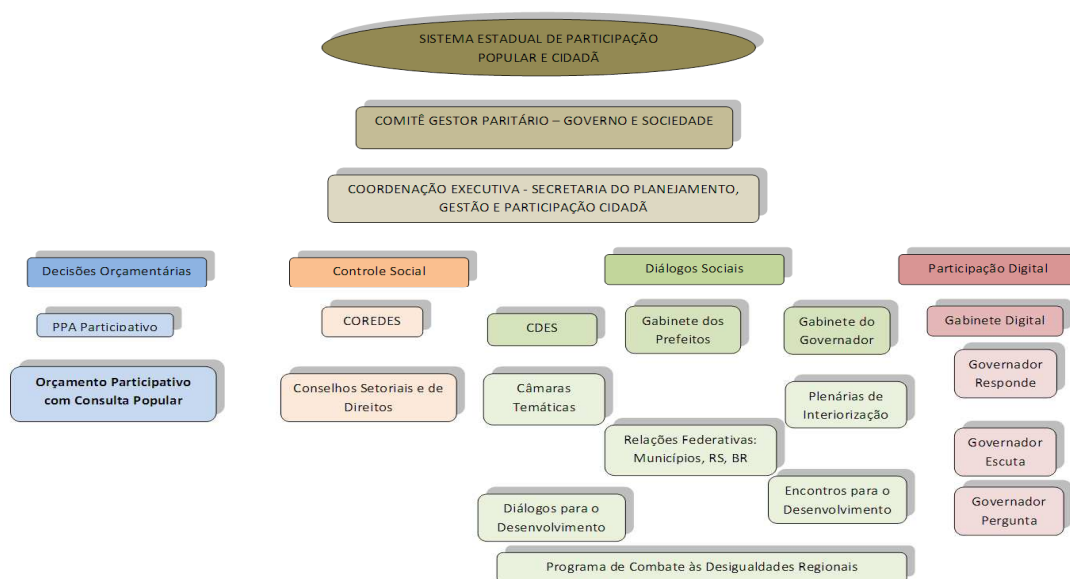 SISTEMA ESTADUAL DE PARTICIPAÇÃO
POPULAR E CIDADÃ
COMITÊ GESTOR PARITÁRIO – GOVERNO E SOCIEDADE
COORDENAÇÃO EXECUTIVA - SECRETARIA DO PLANEJAMENTO,
GESTÃO E PARTICIPAÇÃO CIDADÃ
Decisões Orçamentárias
Controle Social
Diálogos Sociais
Participação Digital
PPA Participativo
COREDES
CDES
Gabinete dos
Prefeitos
Gabinete do
Governador
Gabinete Digital
Orçamento Participativo
com Consulta Popular
Conselhos Setoriais e de
Direitos
Câmaras
Temáticas
Plenárias de
Interiorização
Governador
Responde
Relações Federativas:
Municípios, RS, BR
Governador
Escuta
Diálogos para o
Desenvolvimento
Encontros para o
Desenvolvimento
Governador
Pergunta
Programa de Combate às Desigualdades Regionais